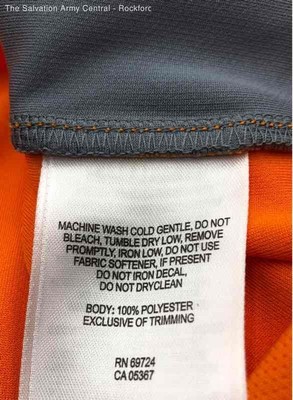 The Salvation Army Central - Rockford
MACHINE WASH COLD GENTLE, DO NOT
BLEACH, TUMBLE DRY LOW, REMOVE
PROMPTLY, IRON LOW, DO NOT USE
FABRIC SOFTENER, IF PRESENT
DO NOT IRON DECAL,
DO NOT DRYCLEAN
BODY: 100% POLYESTER
EXCLUSIVE OF TRIMMING
RN 69724
CA 05367